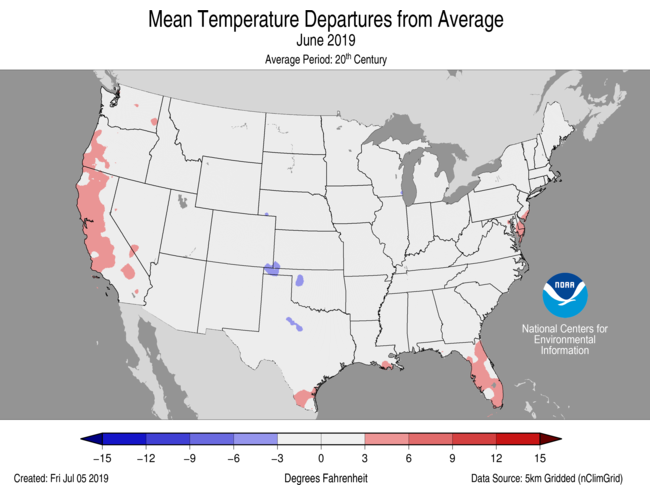 Mean Temperature Departures from Average
June 2019
Average Period: 20th Century
NOAA
National Centers for
Environmental
Information
−15 −12 −9 −6 −3 0 3 6 9 12 15
Created: Fri Jul 05 2019 Degrees Fahrenheit Data Source: 5km Gridded (nClimGrid)